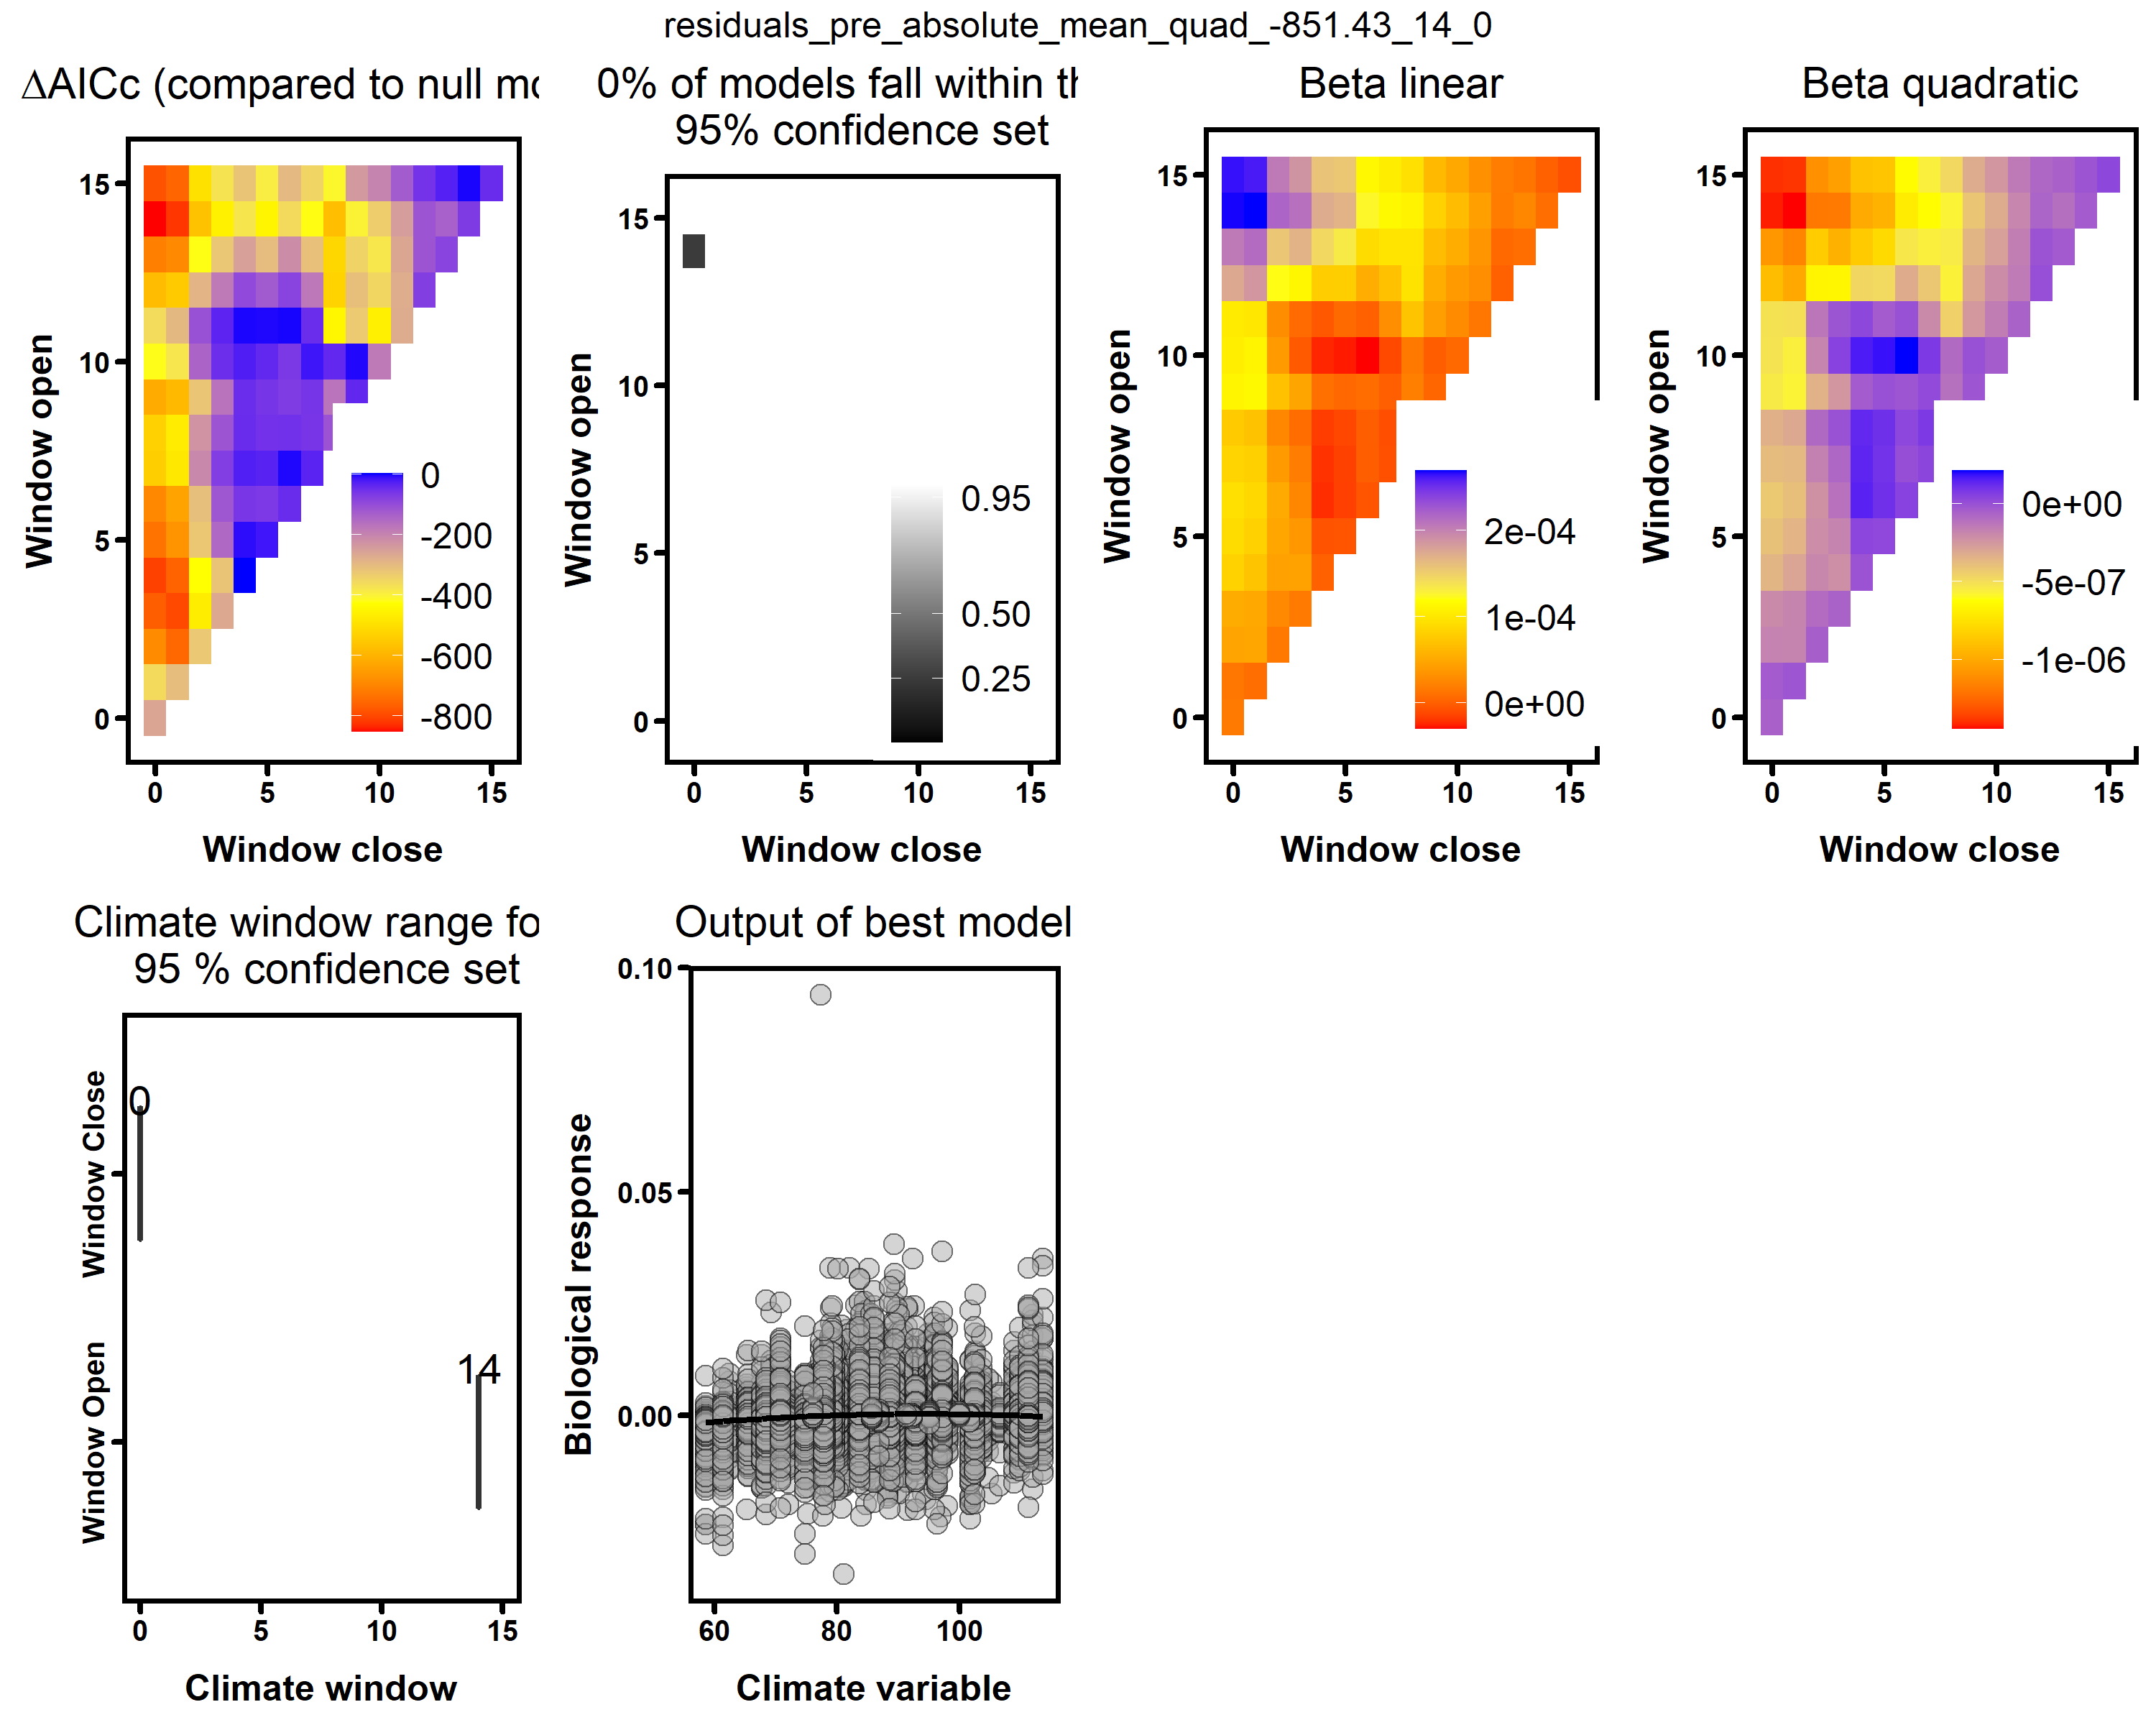 residuals_pre_absolute_mean_quad_-851.43_14_0
ΔAICc (compared to null mo
0% of models fall within th
95% confidence set
Beta linear
Beta quadratic
15
10
5
0
0
5
10
15
Window open
Window close
0
-200
-400
-600
-800
15
10
5
0
0
5
10
15
Window open
Window close
0.95
0.50
0.25
15
10
5
0
0
5
10
15
Window open
Window close
2e-04
1e-04
0e+00
15
10
5
0
0
5
10
15
Window open
Window close
0e+00
-5e-07
-1e-06
Climate window range fo
95 % confidence set
Window Close
Window Open
0
14
0
5
10
15
Climate window
Output of best model
0.10
0.05
0.00
Biological response
60
80
100
Climate variable